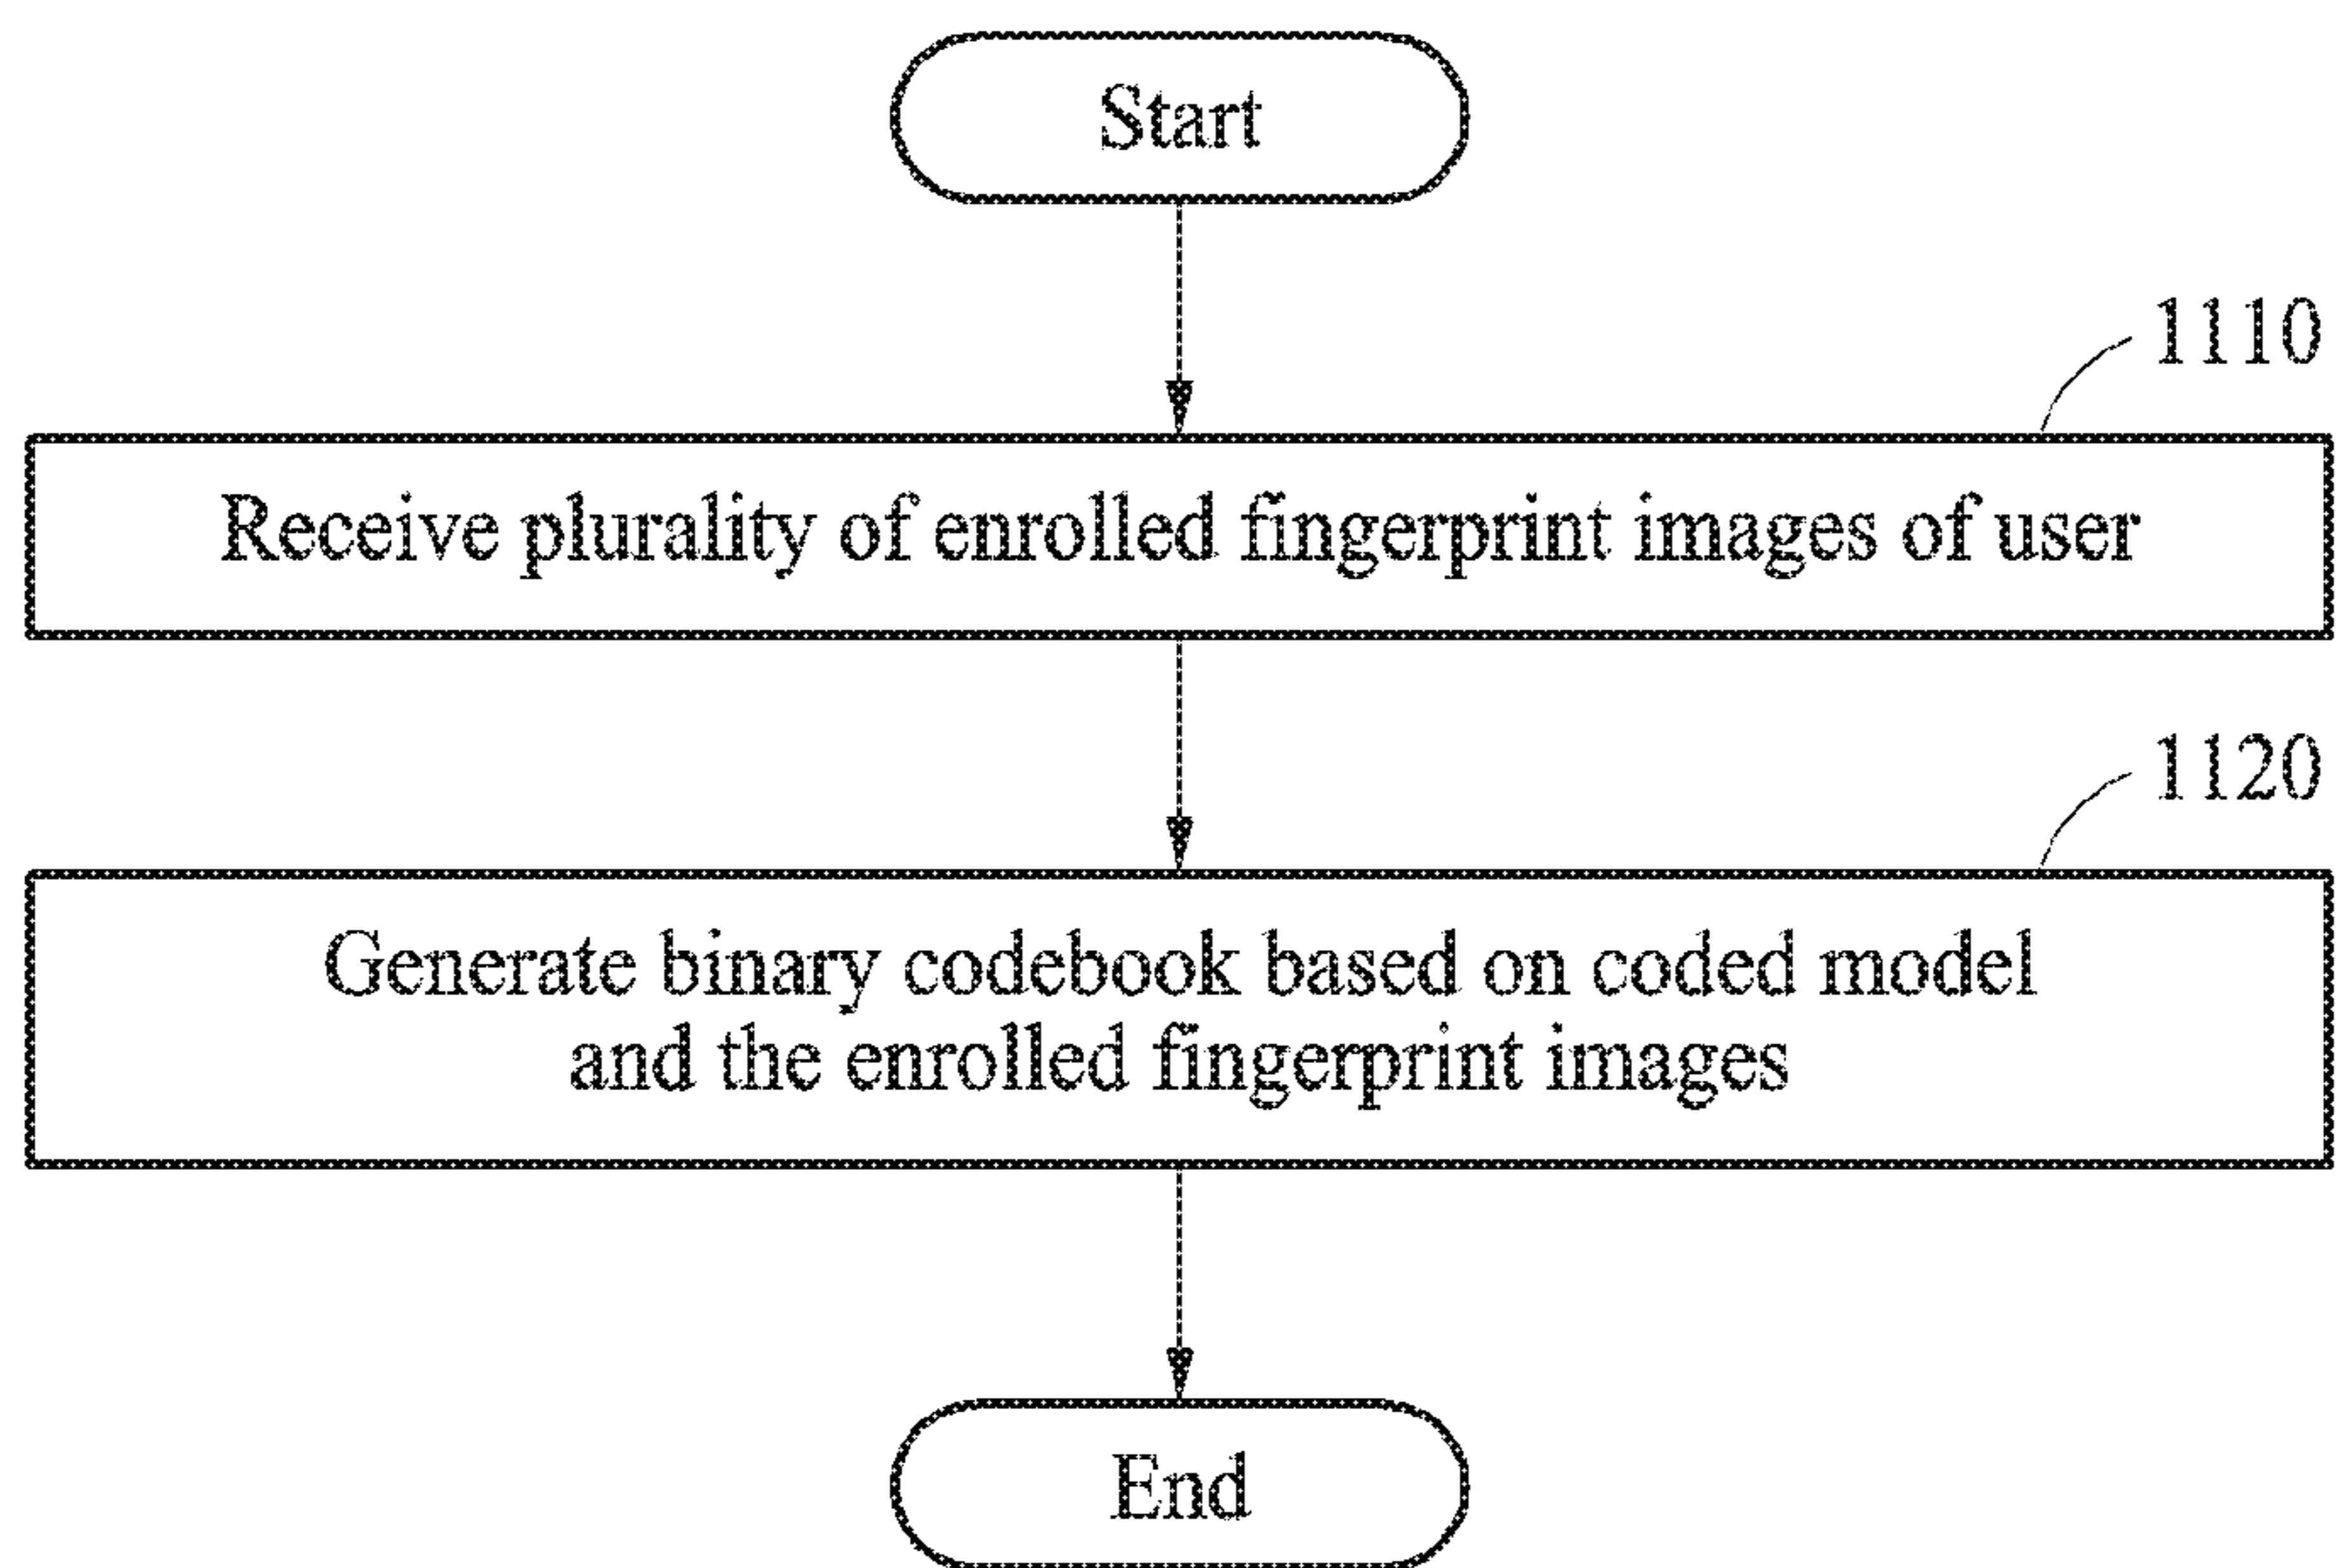 Start
1110
Receive plurality of enrolled fingerprint images of user
1120
Generate binary codebook based on coded model
and the enrolled fingerprint images
End